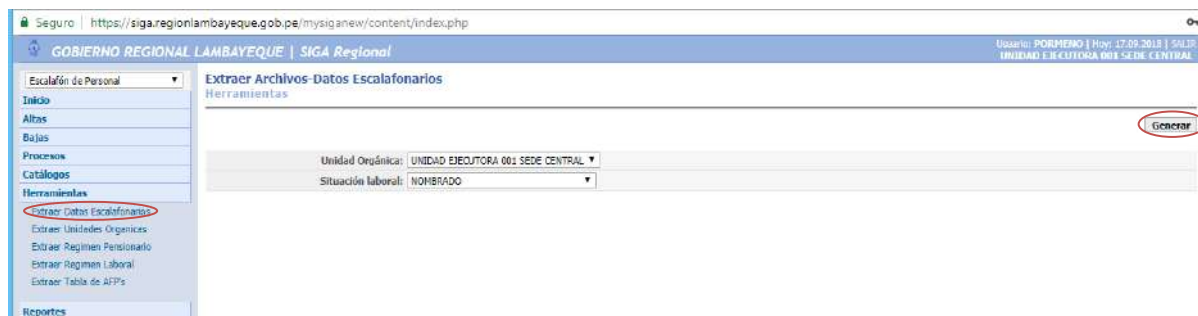 Seguro | https://siga.regionlambayeque.gob.pe/mysiganew/content/index.php
GOBIERNO REGIONAL LAMBAYEQUE | SIGA Regional
Usuario: PORMENO | Hoy: 17.09.2018 | SALIR
UNIDAD EJECUTORA 001 SEDE CENTRAL
Escalafón de Personal
Inicio
Altas
Bajas
Procesos
Catálogos
Herramientas
Extraer Datos Escalafonarios
Extraer Unidades Organicas
Extraer Regimen Pensionario
Extraer Regimen Laboral
Extraer Tabla de AFP's
Reportes
Extraer Archivos-Datos Escalafonarios
Herramientas
Generar
Unidad Orgánica: UNIDAD EJECUTORA 001 SEDE CENTRAL
Situación laboral: NOMBRADO